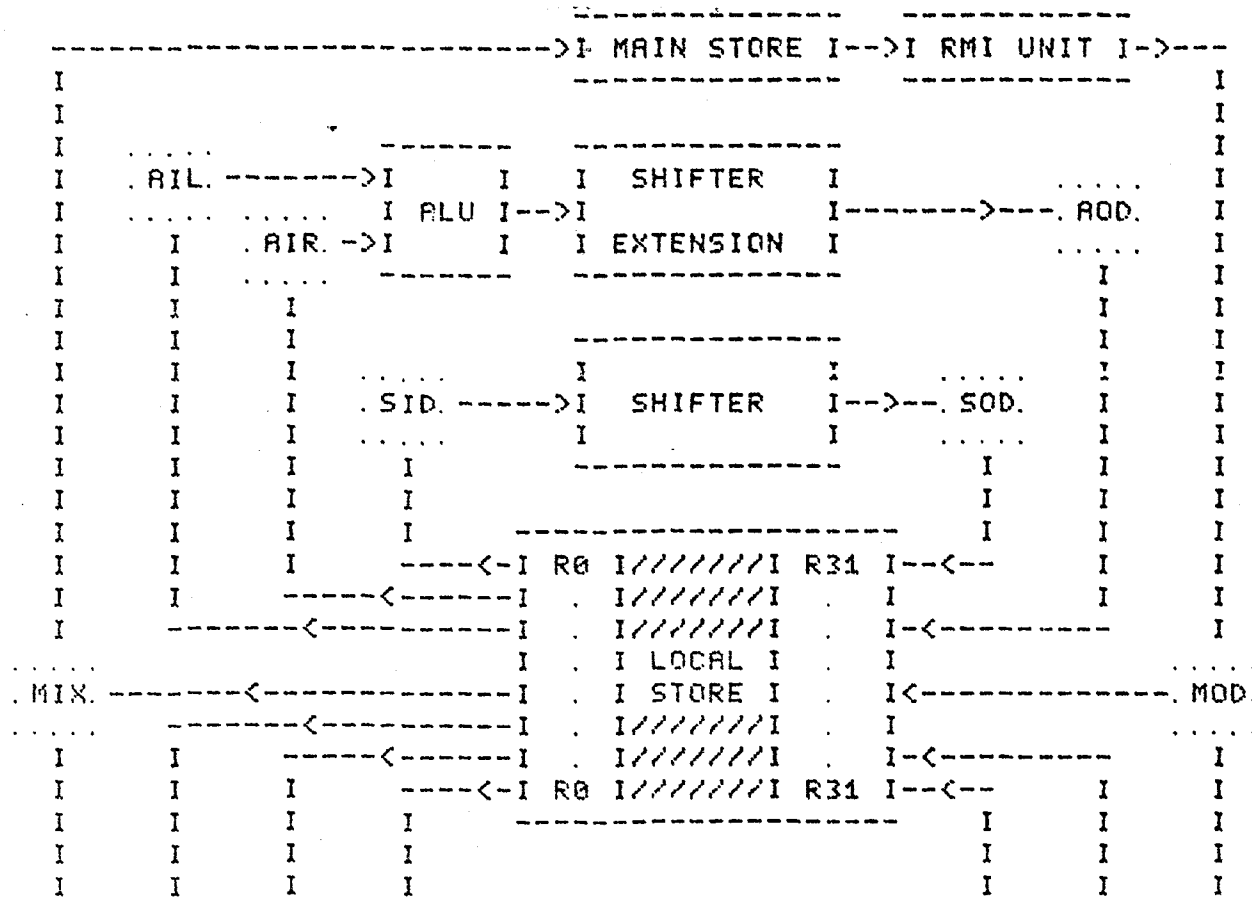 MAIN STORE RMI UNIT
AIL. SHIFTER
ALU AOD.
AIR. EXTENSION
SID. SHIFTER SOD.
R0 R31
LOCAL
MIX. STORE MOD.
R0 R31